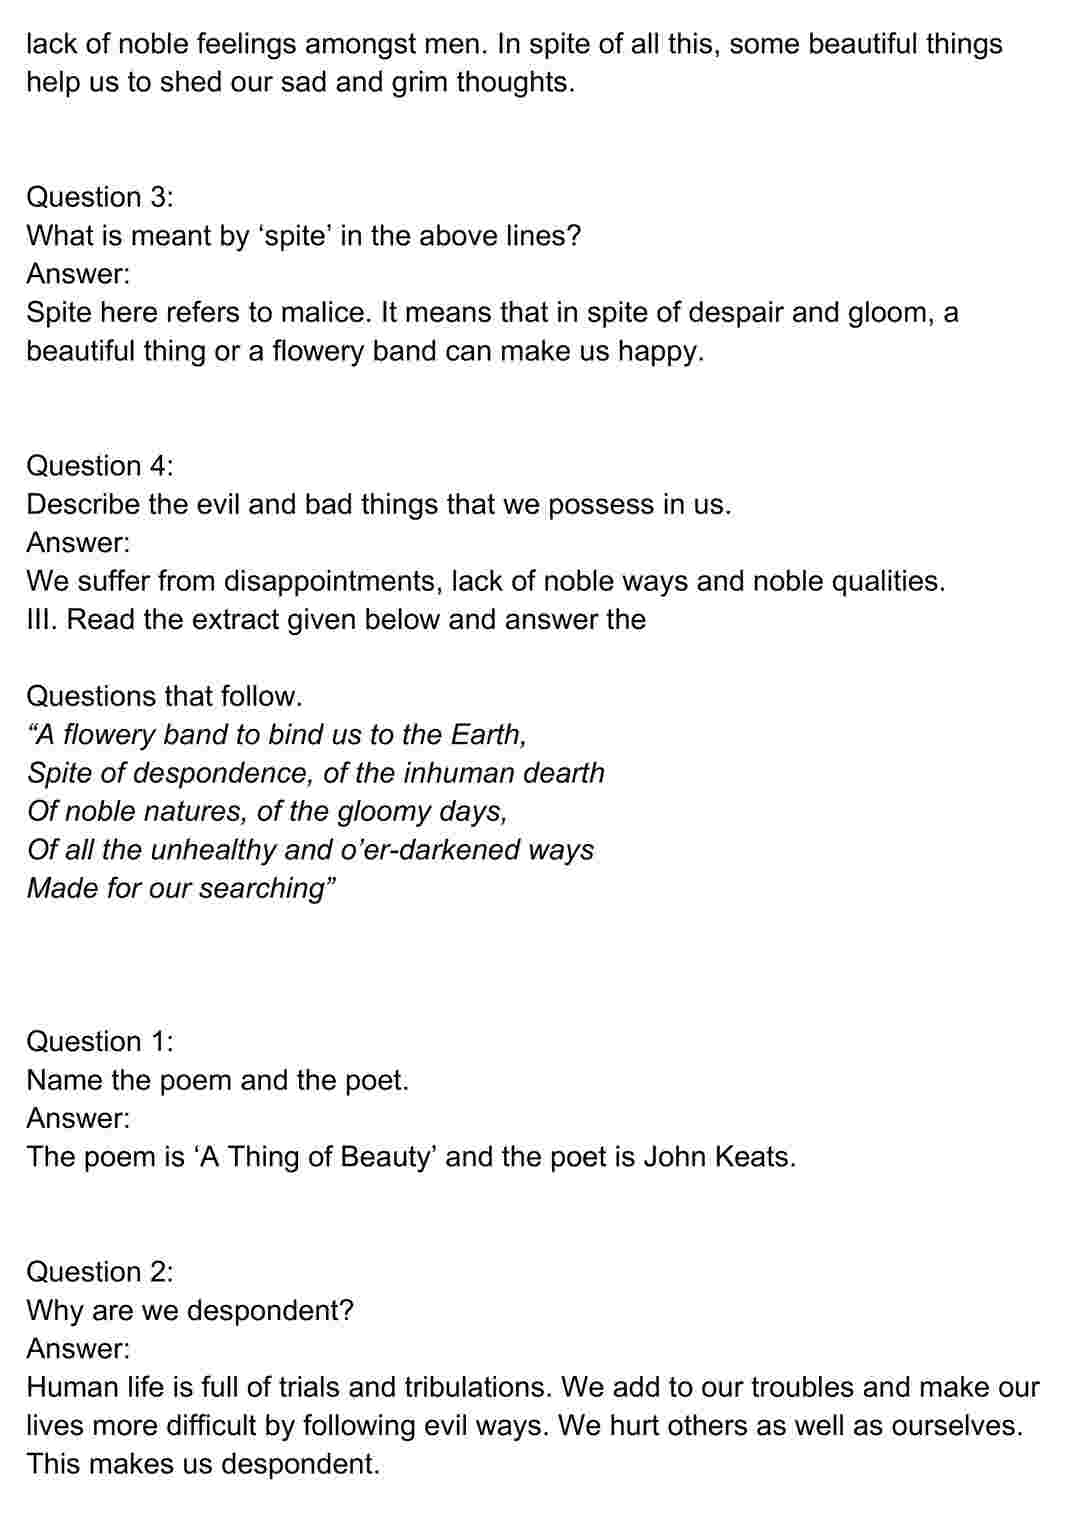 lack of noble feelings amongst men. In spite of all this, some beautiful things
help us to shed our sad and grim thoughts.
Question 3:
What is meant by ‘spite’ in the above lines?
Answer:
Spite here refers to malice. It means that in spite of despair and gloom, a
beautiful thing or a flowery band can make us happy.
Question 4:
Describe the evil and bad things that we possess in us.
Answer:
We suffer from disappointments, lack of noble ways and noble qualities.
III. Read the extract given below and answer the
Questions that follow.
“A flowery band to bind us to the Earth,
Spite of despondence, of the inhuman dearth
Of noble natures, of the gloomy days,
Of all the unhealthy and o’er-darkened ways
Made for our searching”
Question 1:
Name the poem and the poet.
Answer:
The poem is ‘A Thing of Beauty’ and the poet is John Keats.
Question 2:
Why are we despondent?
Answer:
Human life is full of trials and tribulations. We add to our troubles and make our
lives more difficult by following evil ways. We hurt others as well as ourselves.
This makes us despondent.